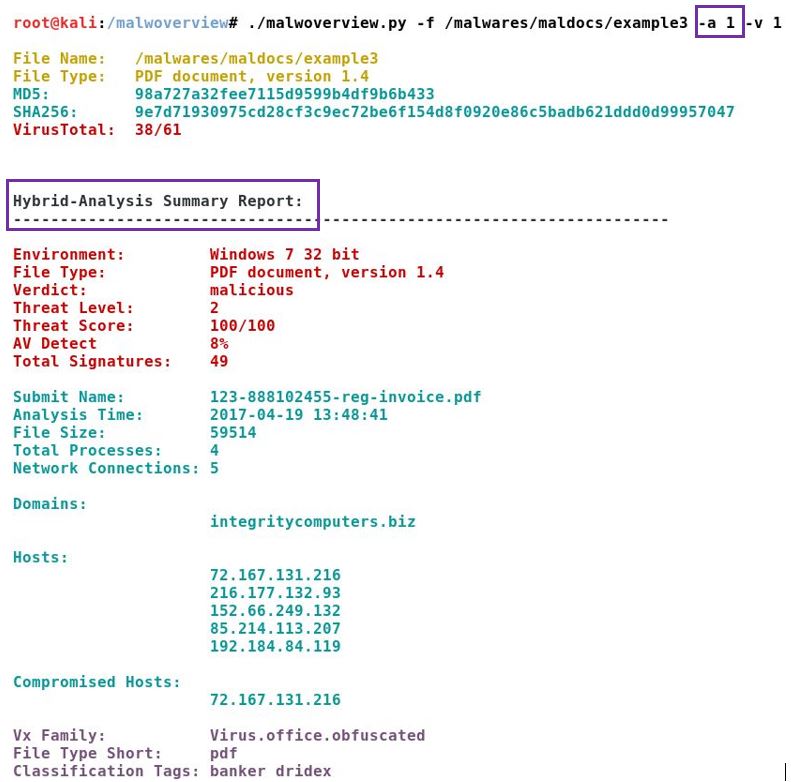 root@kali:/malwoverview# ./malwoverview.py -f /malwares/maldocs/example3 -a 1 -v 1
File Name: /malwares/maldocs/example3
File Type: PDF document, version 1.4
MD5: 98a727a32fee7115d9599b4df9b6b433
SHA256: 9e7d71930975cd28cf3c9ec72be6f154d8f0920e86c5badb621ddd0d99957047
VirusTotal: 38/61
Hybrid-Analysis Summary Report:
----------------------------------------------------------------------
Environment: Windows 7 32 bit
File Type: PDF document, version 1.4
Verdict: malicious
Threat Level: 2
Threat Score: 100/100
AV Detect 8%
Total Signatures: 49
Submit Name: 123-888102455-reg-invoice.pdf
Analysis Time: 2017-04-19 13:48:41
File Size: 59514
Total Processes: 4
Network Connections: 5
Domains:
integritycomputers.biz
Hosts:
72.167.131.216
216.177.132.93
152.66.249.132
85.214.113.207
192.184.84.119
Compromised Hosts:
72.167.131.216
Vx Family: Virus.office.obfuscated
File Type Short: pdf
Classification Tags: banker dridex